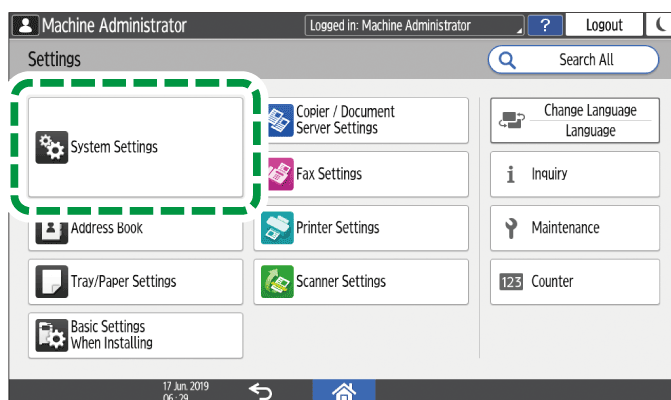 Machine Administrator
Logged in: Machine Administrator
?
Logout
Settings
Search All
System Settings
Address Book
Tray/Paper Settings
Basic Settings
When Installing
Copier / Document
Server Settings
Fax Settings
Printer Settings
Scanner Settings
Change Language
Language
i Inquiry
Maintenance
123 Counter
17 Jun. 2019
06 : 29